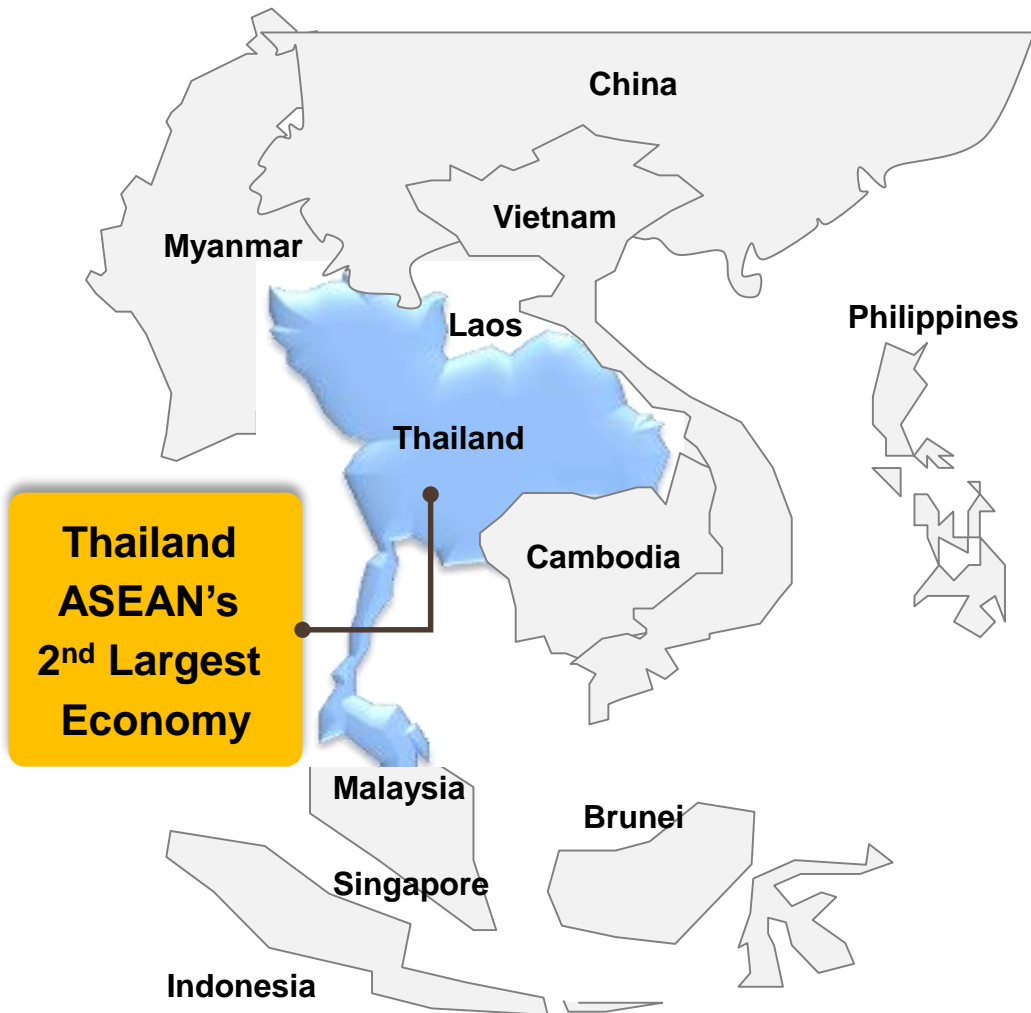 China
Vietnam
Myanmar
Laos
Philippines
Thailand
Thailand
ASEAN’s
2nd Largest
Economy
Cambodia
Malaysia
Brunei
Singapore
Indonesia